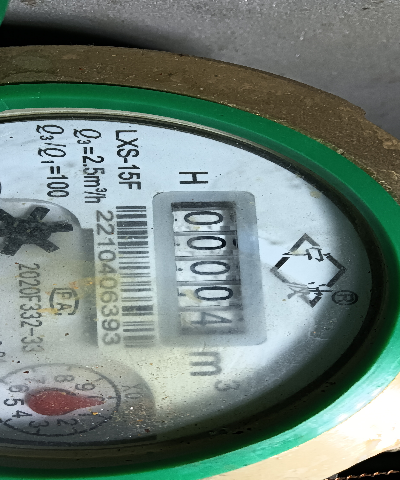 H
00004 m³
®
LXS-15F
Q₃=2.5m³/h
Q₃/Q₁=100
2210406393
2020F332-33